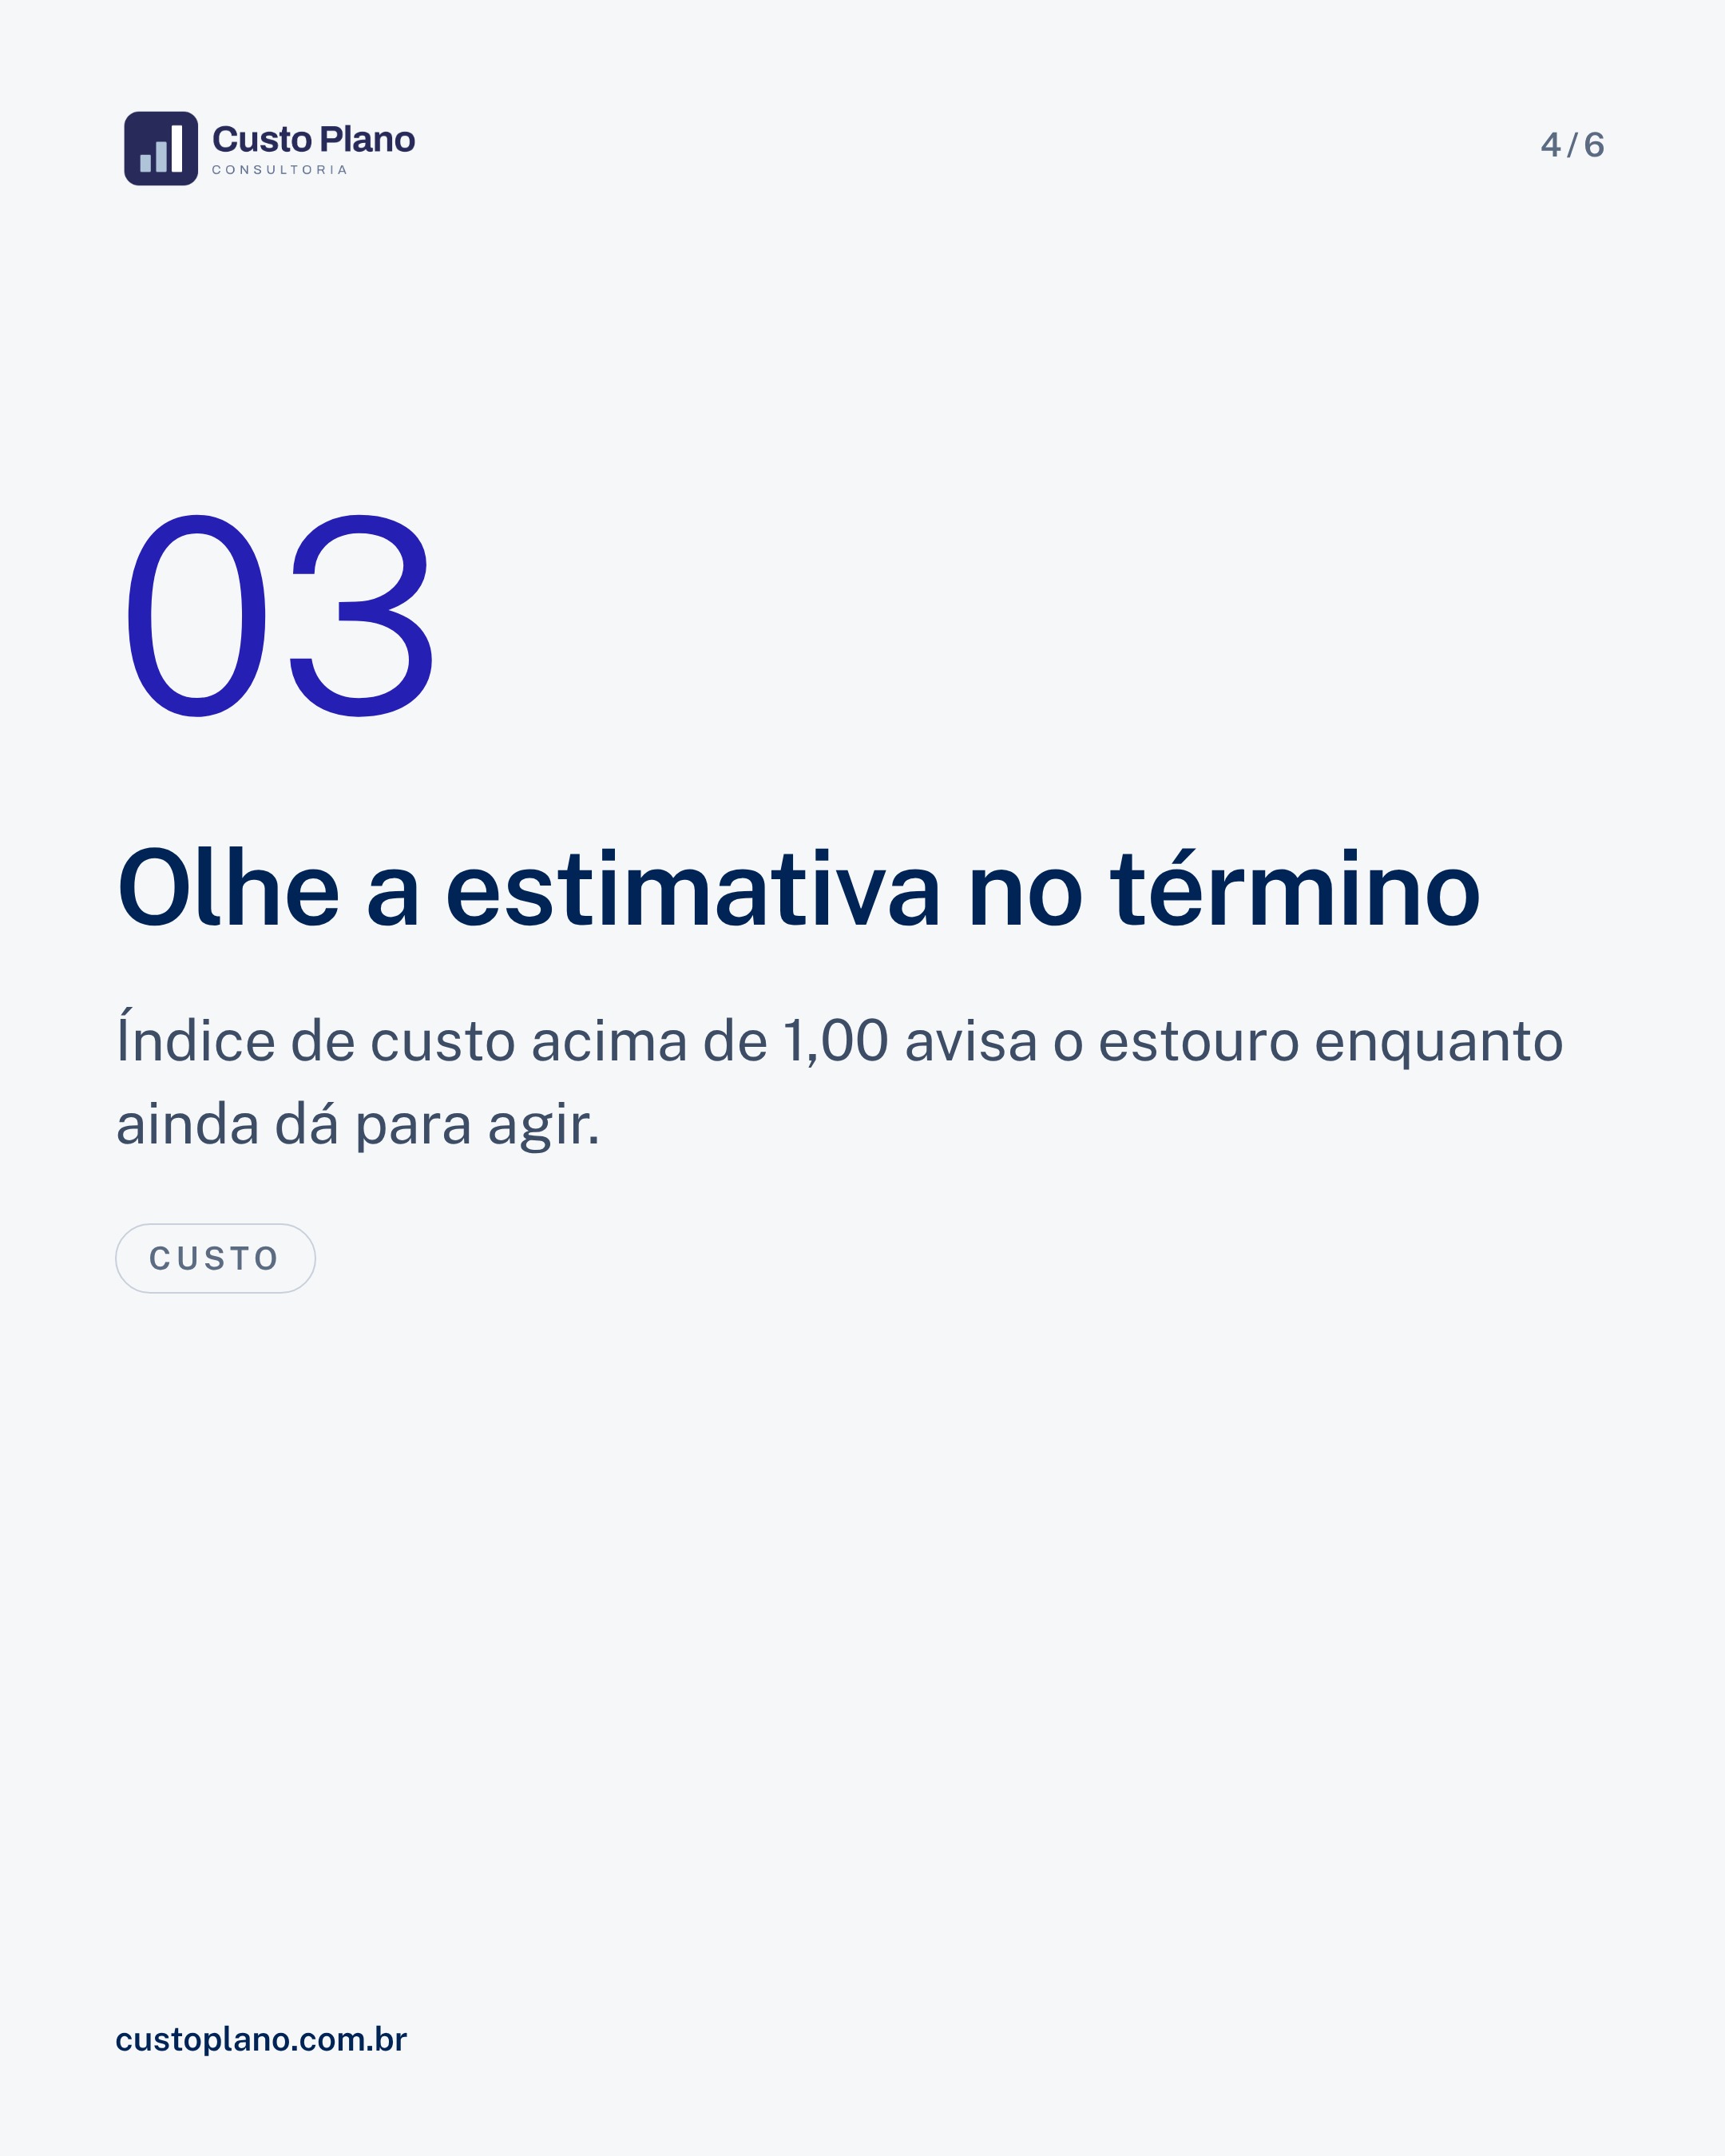 Custo Plano
CONSULTORIA
4/6
03
Olhe a estimativa no término
Índice de custo acima de 1,00 avisa o estouro enquanto
ainda dá para agir.
CUSTO
custoplano.com.br